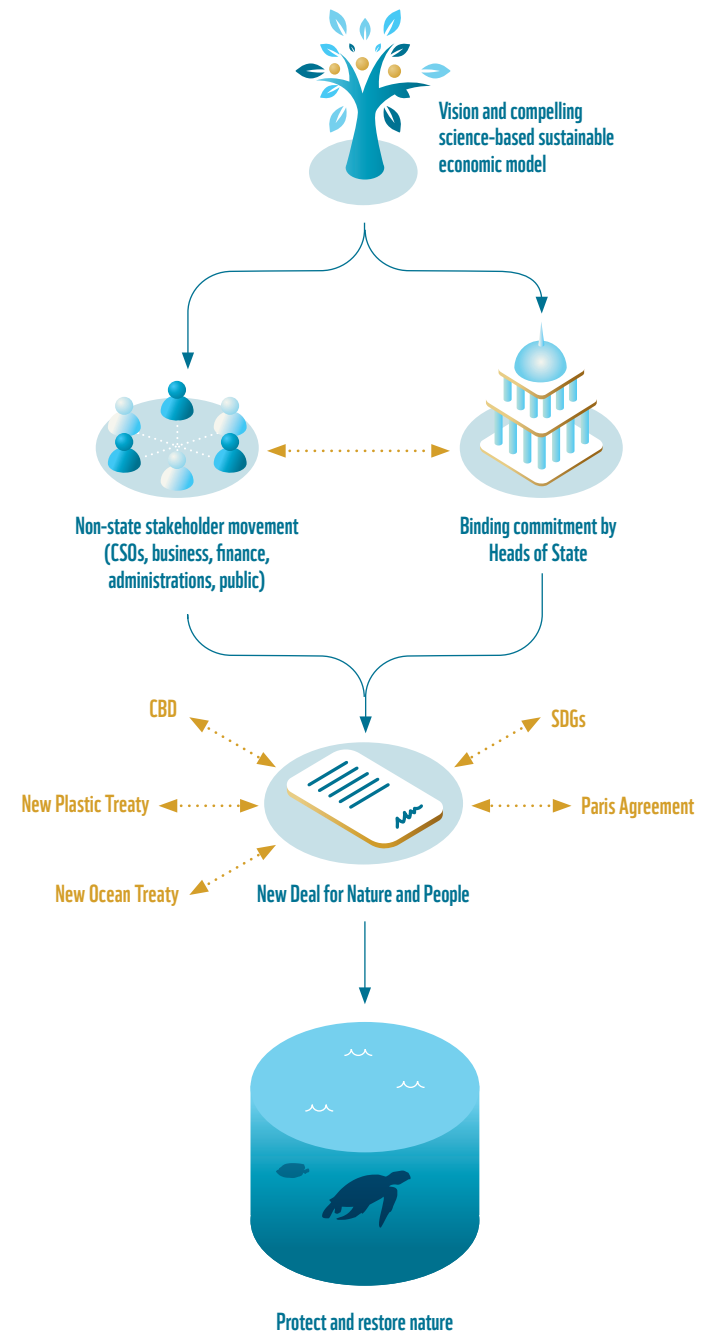 Vision and compelling
science-based sustainable
economic model
Non-state stakeholder movement
(CSOs, business, finance,
administrations, public)
Binding commitment by
Heads of State
CBD
SDGs
New Plastic Treaty
Paris Agreement
New Ocean Treaty
New Deal for Nature and People
Protect and restore nature